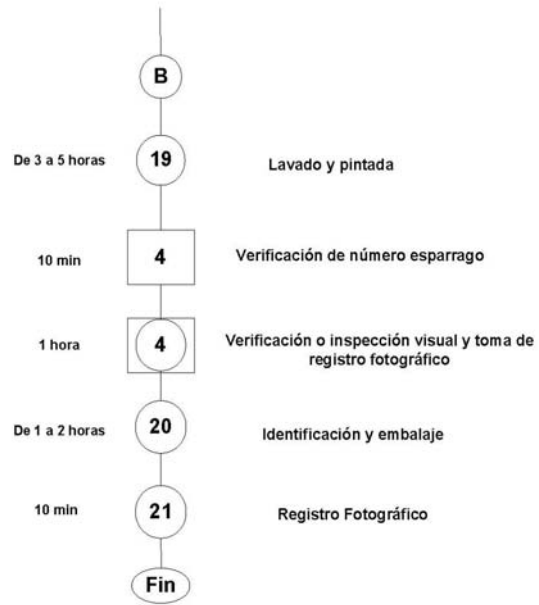 B
De 3 a 5 horas 19 Lavado y pintada
10 min 4 Verificación de número esparrago
1 hora 4 Verificación o inspección visual y toma de
registro fotográfico
De 1 a 2 horas 20 Identificación y embalaje
10 min 21 Registro Fotográfico
Fin